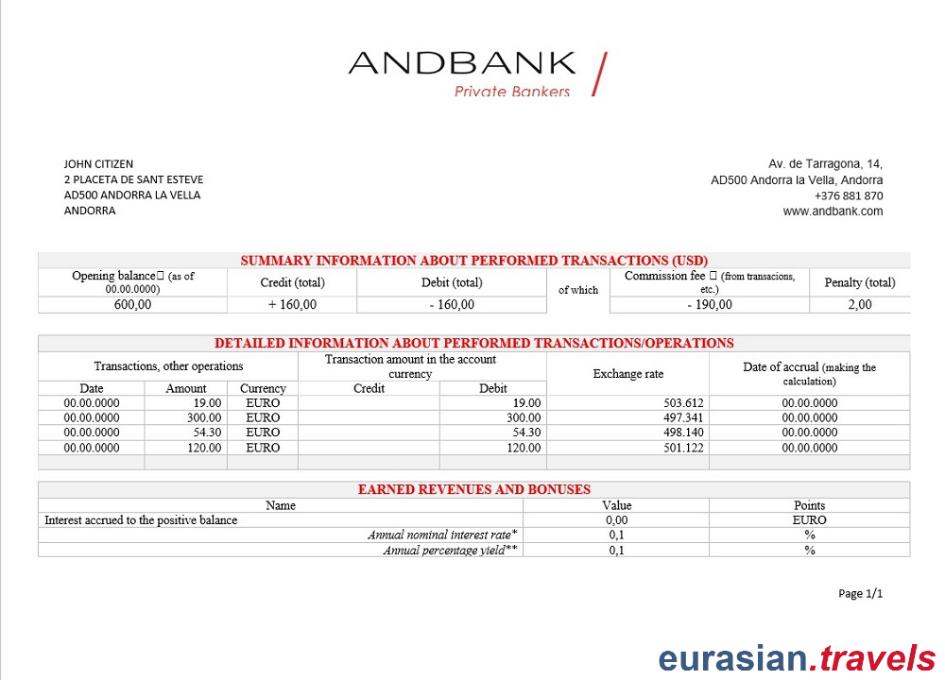 ANDBANK
Private Bankers
JOHN CITIZEN
2 PLACETA DE SANT ESTEVE
AD500 ANDORRA LA VELLA
ANDORRA
Av. de Tarragona, 14,
AD500 Andorra la Vella, Andorra
+376 881 870
www.andbank.com
SUMMARY INFORMATION ABOUT PERFORMED TRANSACTIONS (USD)
Opening balance (as of 00.00.0000) Credit (total) Debit (total) of which Commission fee (from transacions, etc.) Penalty (total)
600,00 + 160,00 - 160,00 - 190,00 2,00
DETAILED INFORMATION ABOUT PERFORMED TRANSACTIONS/OPERATIONS
Transactions, other operations Transaction amount in the account currency Exchange rate Date of accrual (making the calculation)
Date Amount Currency Credit Debit
00.00.0000 19.00 EURO 19.00 503.612 00.00.0000
00.00.0000 300.00 EURO 300.00 497.341 00.00.0000
00.00.0000 54.30 EURO 54.30 498.140 00.00.0000
00.00.0000 120.00 EURO 120.00 501.122 00.00.0000
EARNED REVENUES AND BONUSES
Name Value Points
Interest accrued to the positive balance 0,00 EURO
Annual nominal interest rate* 0,1 %
Annual percentage yield** 0,1 %
Page 1/1
eurasian.travels